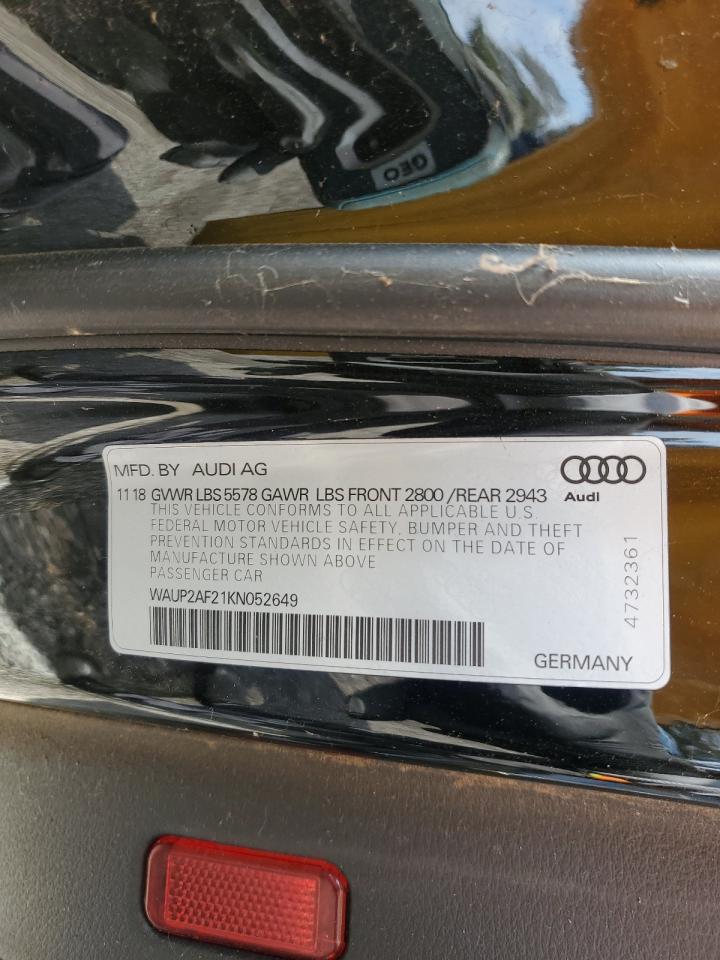 GEO
MFD. BY AUDI AG
11 18 GVWR LBS 5578 GAWR LBS FRONT 2800 /REAR 2943
Audi
THIS VEHICLE CONFORMS TO ALL APPLICABLE U.S.
FEDERAL MOTOR VEHICLE SAFETY, BUMPER AND THEFT
PREVENTION STANDARDS IN EFFECT ON THE DATE OF
MANUFACTURE SHOWN ABOVE
PASSENGER CAR
WAUP2AF21KN052649
4732361
GERMANY